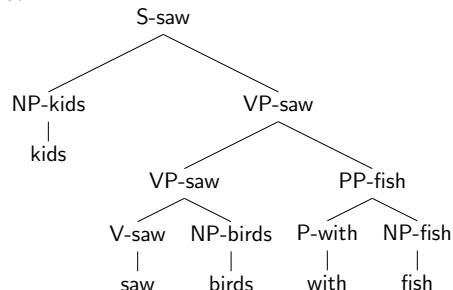 S-saw
NP-kids VP-saw
kids
VP-saw PP-fish
V-saw NP-birds P-with NP-fish
saw birds with fish